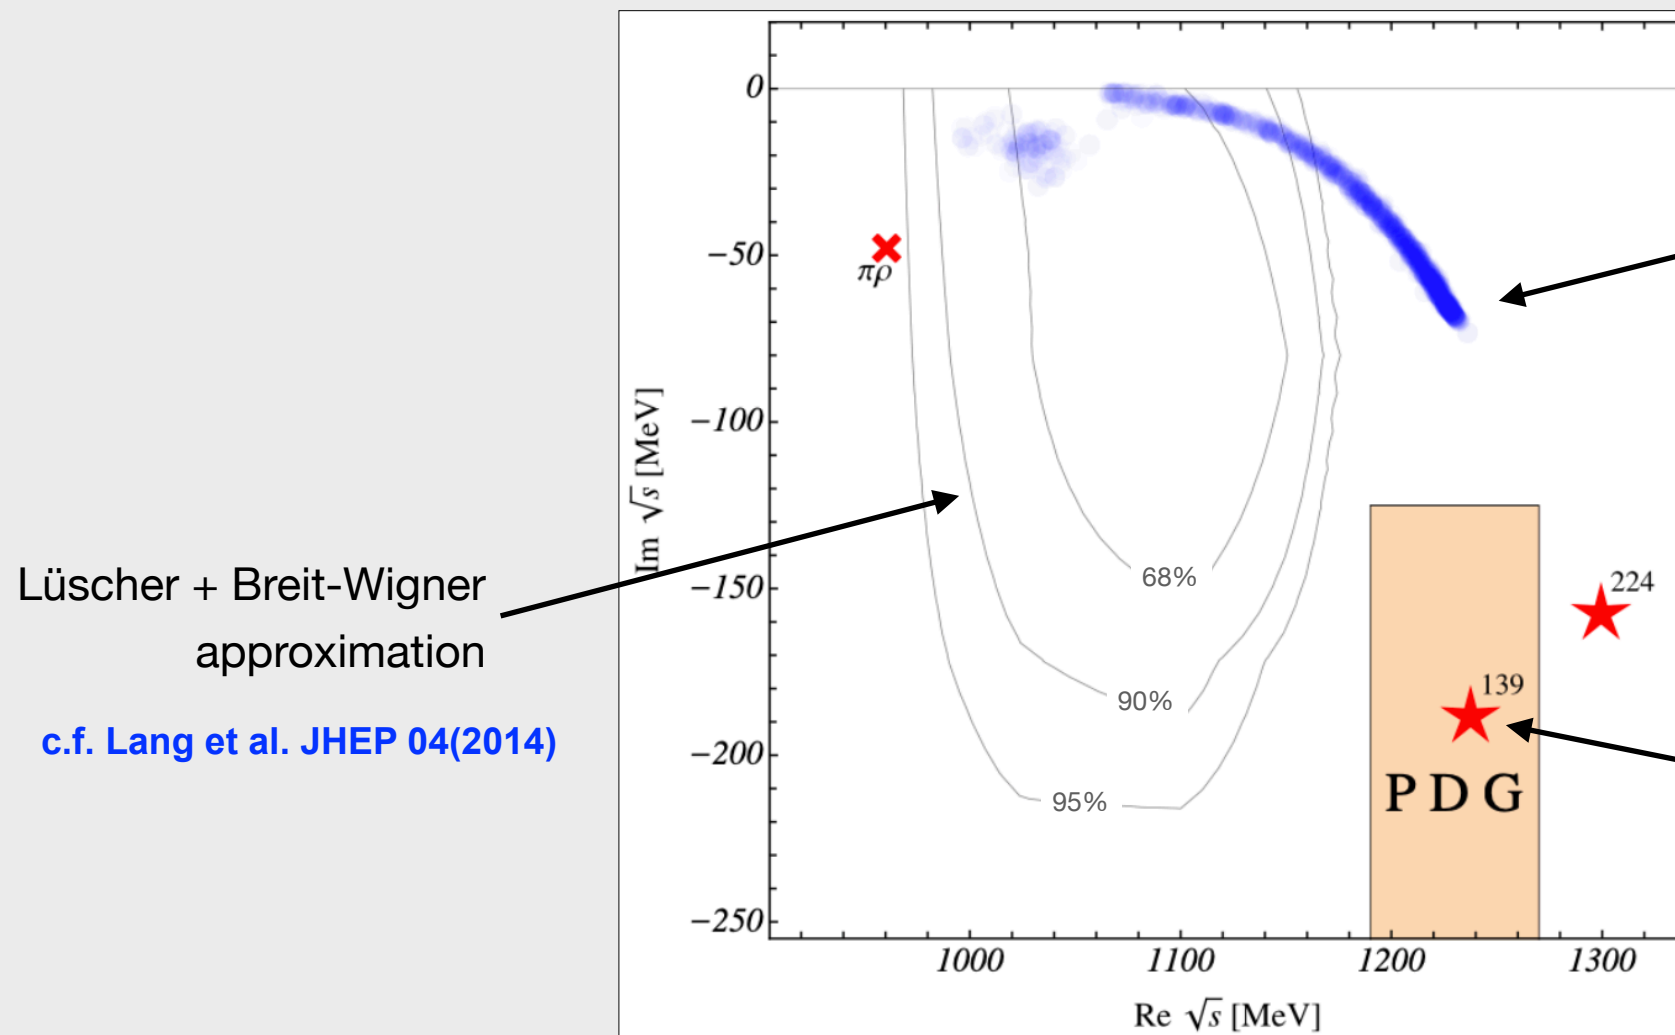 0
−50
−100
−150
−200
−250
Im √s [MeV]
πρ
68%
90%
95%
224
139
P D G
1000
1100
1200
1300
Re √s [MeV]
Lüscher + Breit-Wigner
approximation
c.f. Lang et al. JHEP 04(2014)